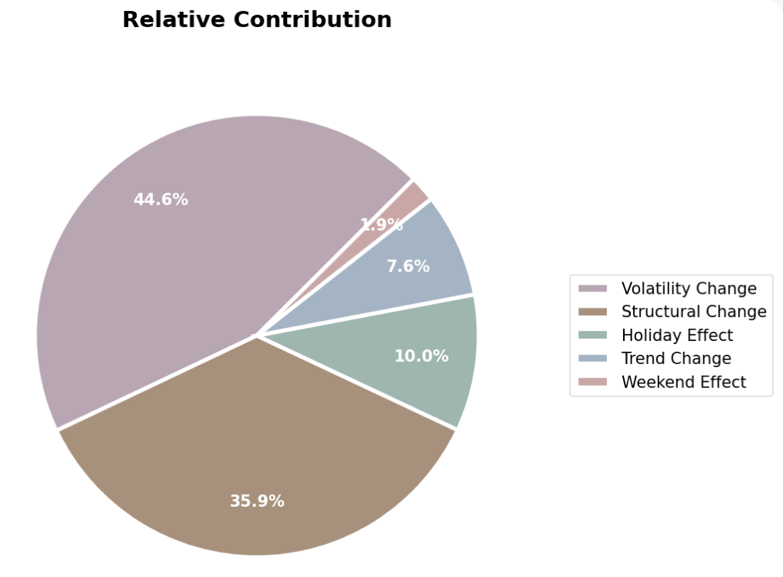 Relative Contribution
44.6%
1.9%
7.6%
10.0%
35.9%
Volatility Change
Structural Change
Holiday Effect
Trend Change
Weekend Effect